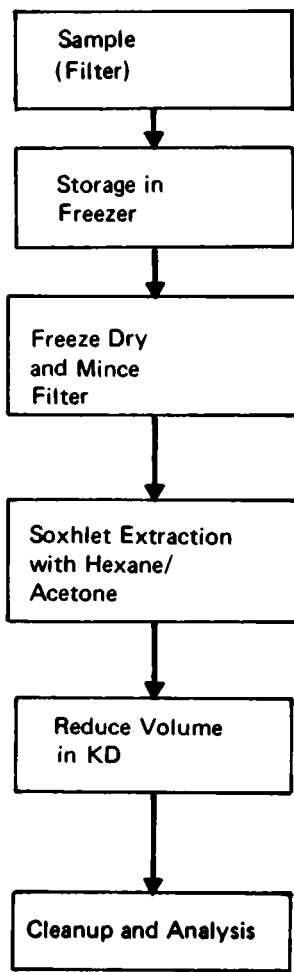 Sample
(Filter)
Storage in
Freezer
Freeze Dry
and Mince
Filter
Soxhlet Extraction
with Hexane/
Acetone
Reduce Volume
in KD
Cleanup and Analysis